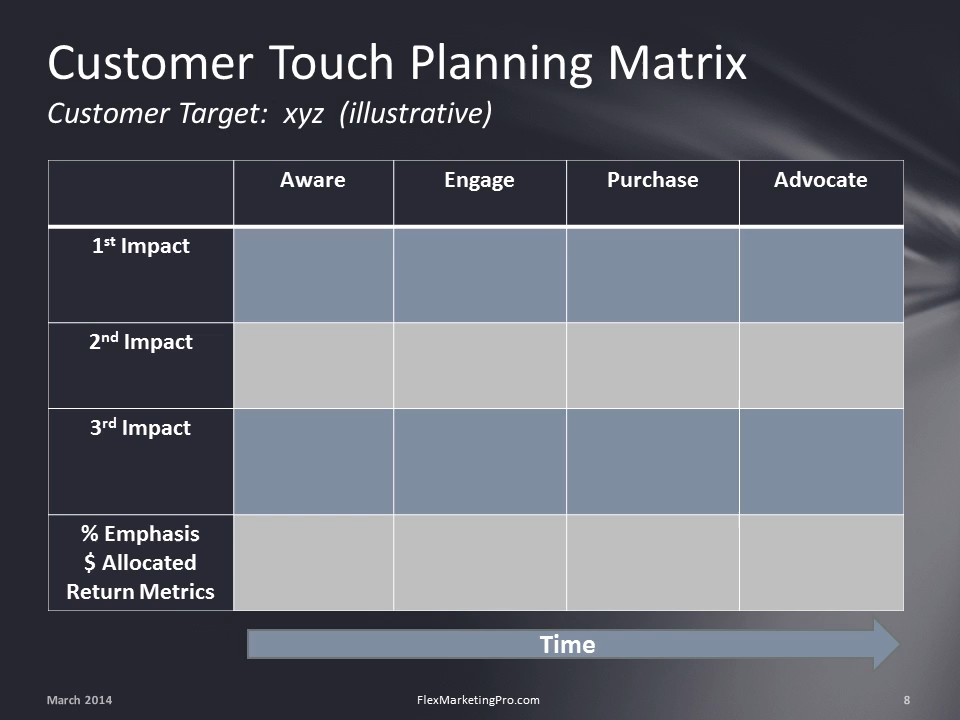 Customer Touch Planning Matrix
Customer Target:  xyz  (illustrative)
Aware Engage Purchase Advocate
1st Impact
2nd Impact
3rd Impact
% Emphasis
$ Allocated
Return Metrics
Time
March 2014 FlexMarketingPro.com 8